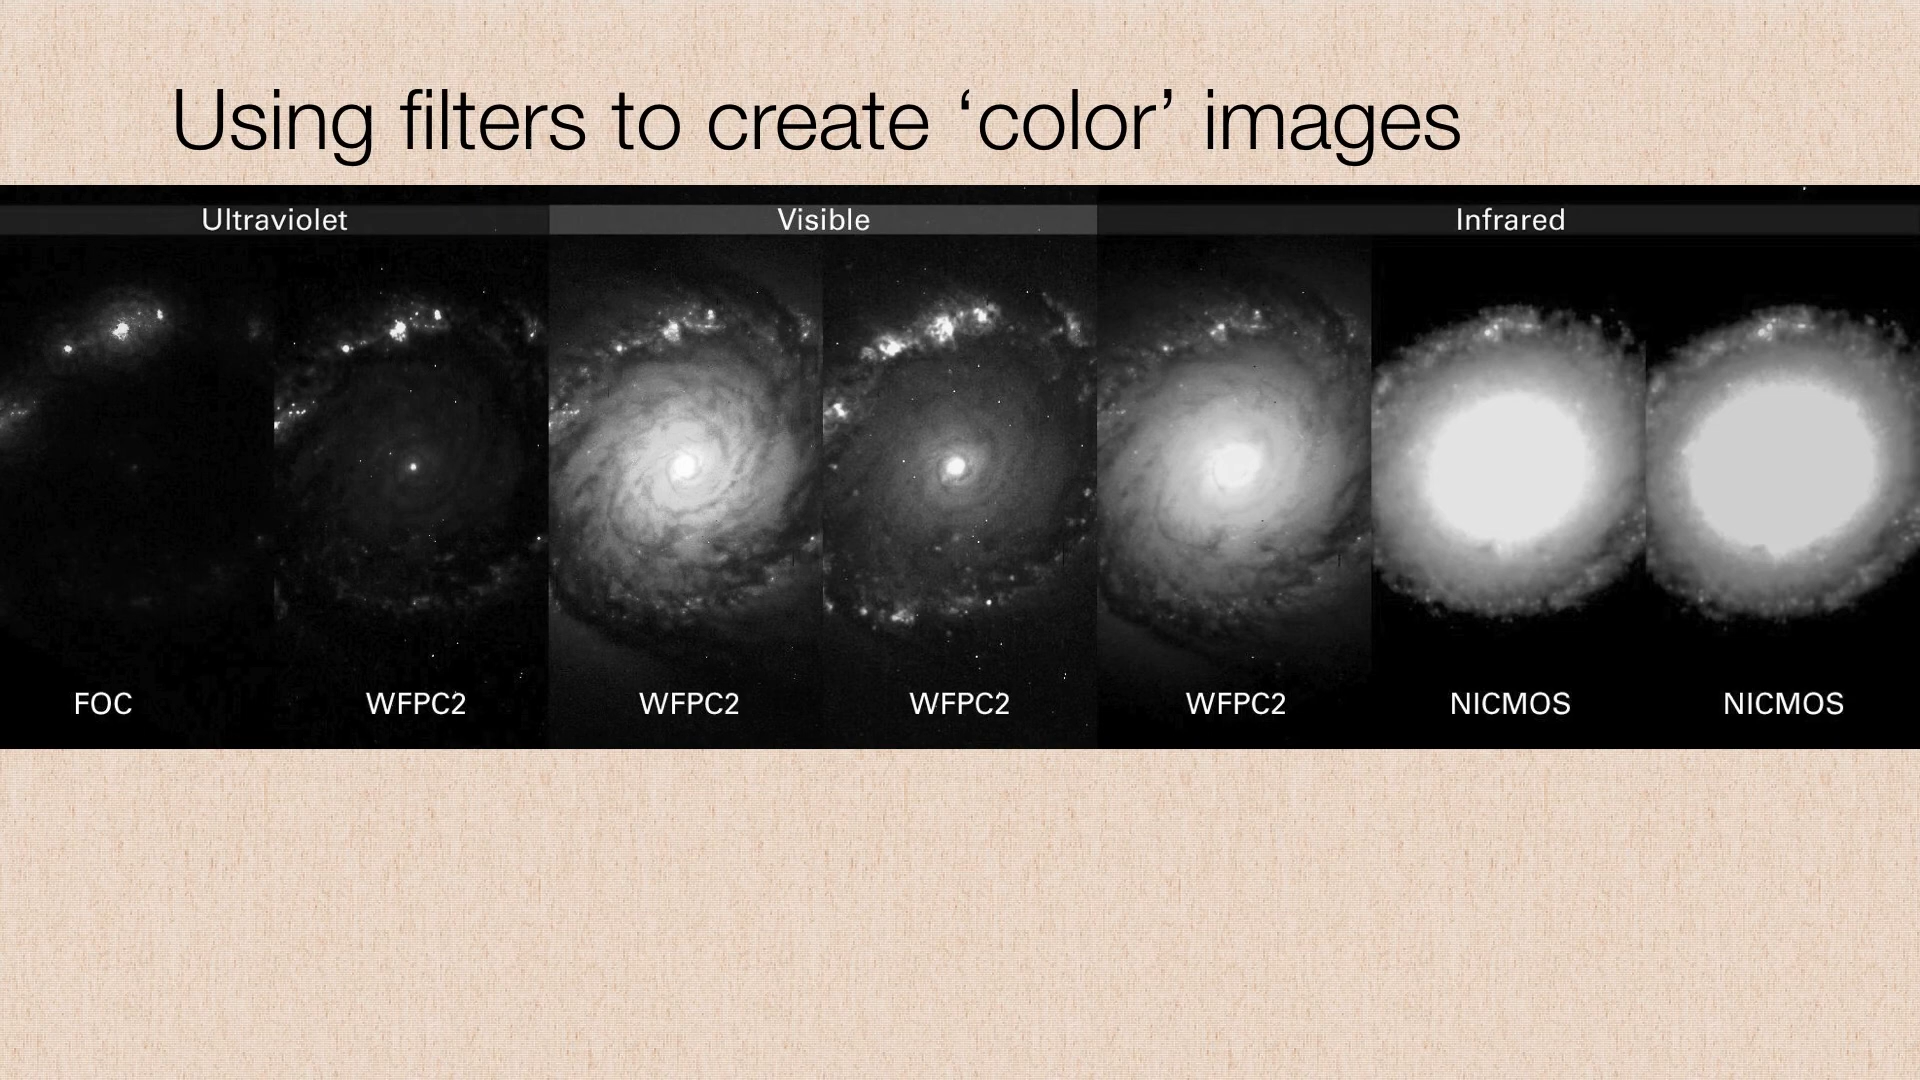 Using filters to create ‘color’ images
Ultraviolet Visible Infrared
FOC WFPC2 WFPC2 WFPC2 WFPC2 NICMOS NICMOS